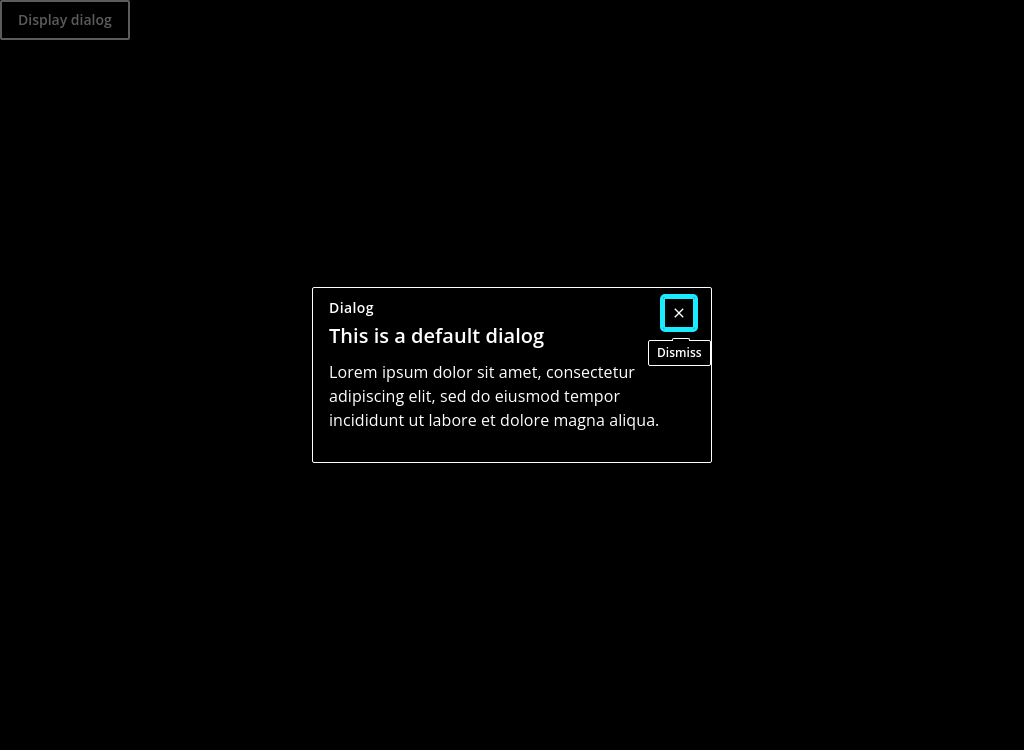 Display dialog
Dialog
This is a default dialog
Dismiss
Lorem ipsum dolor sit amet, consectetur
adipiscing elit, sed do eiusmod tempor
incididunt ut labore et dolore magna aliqua.